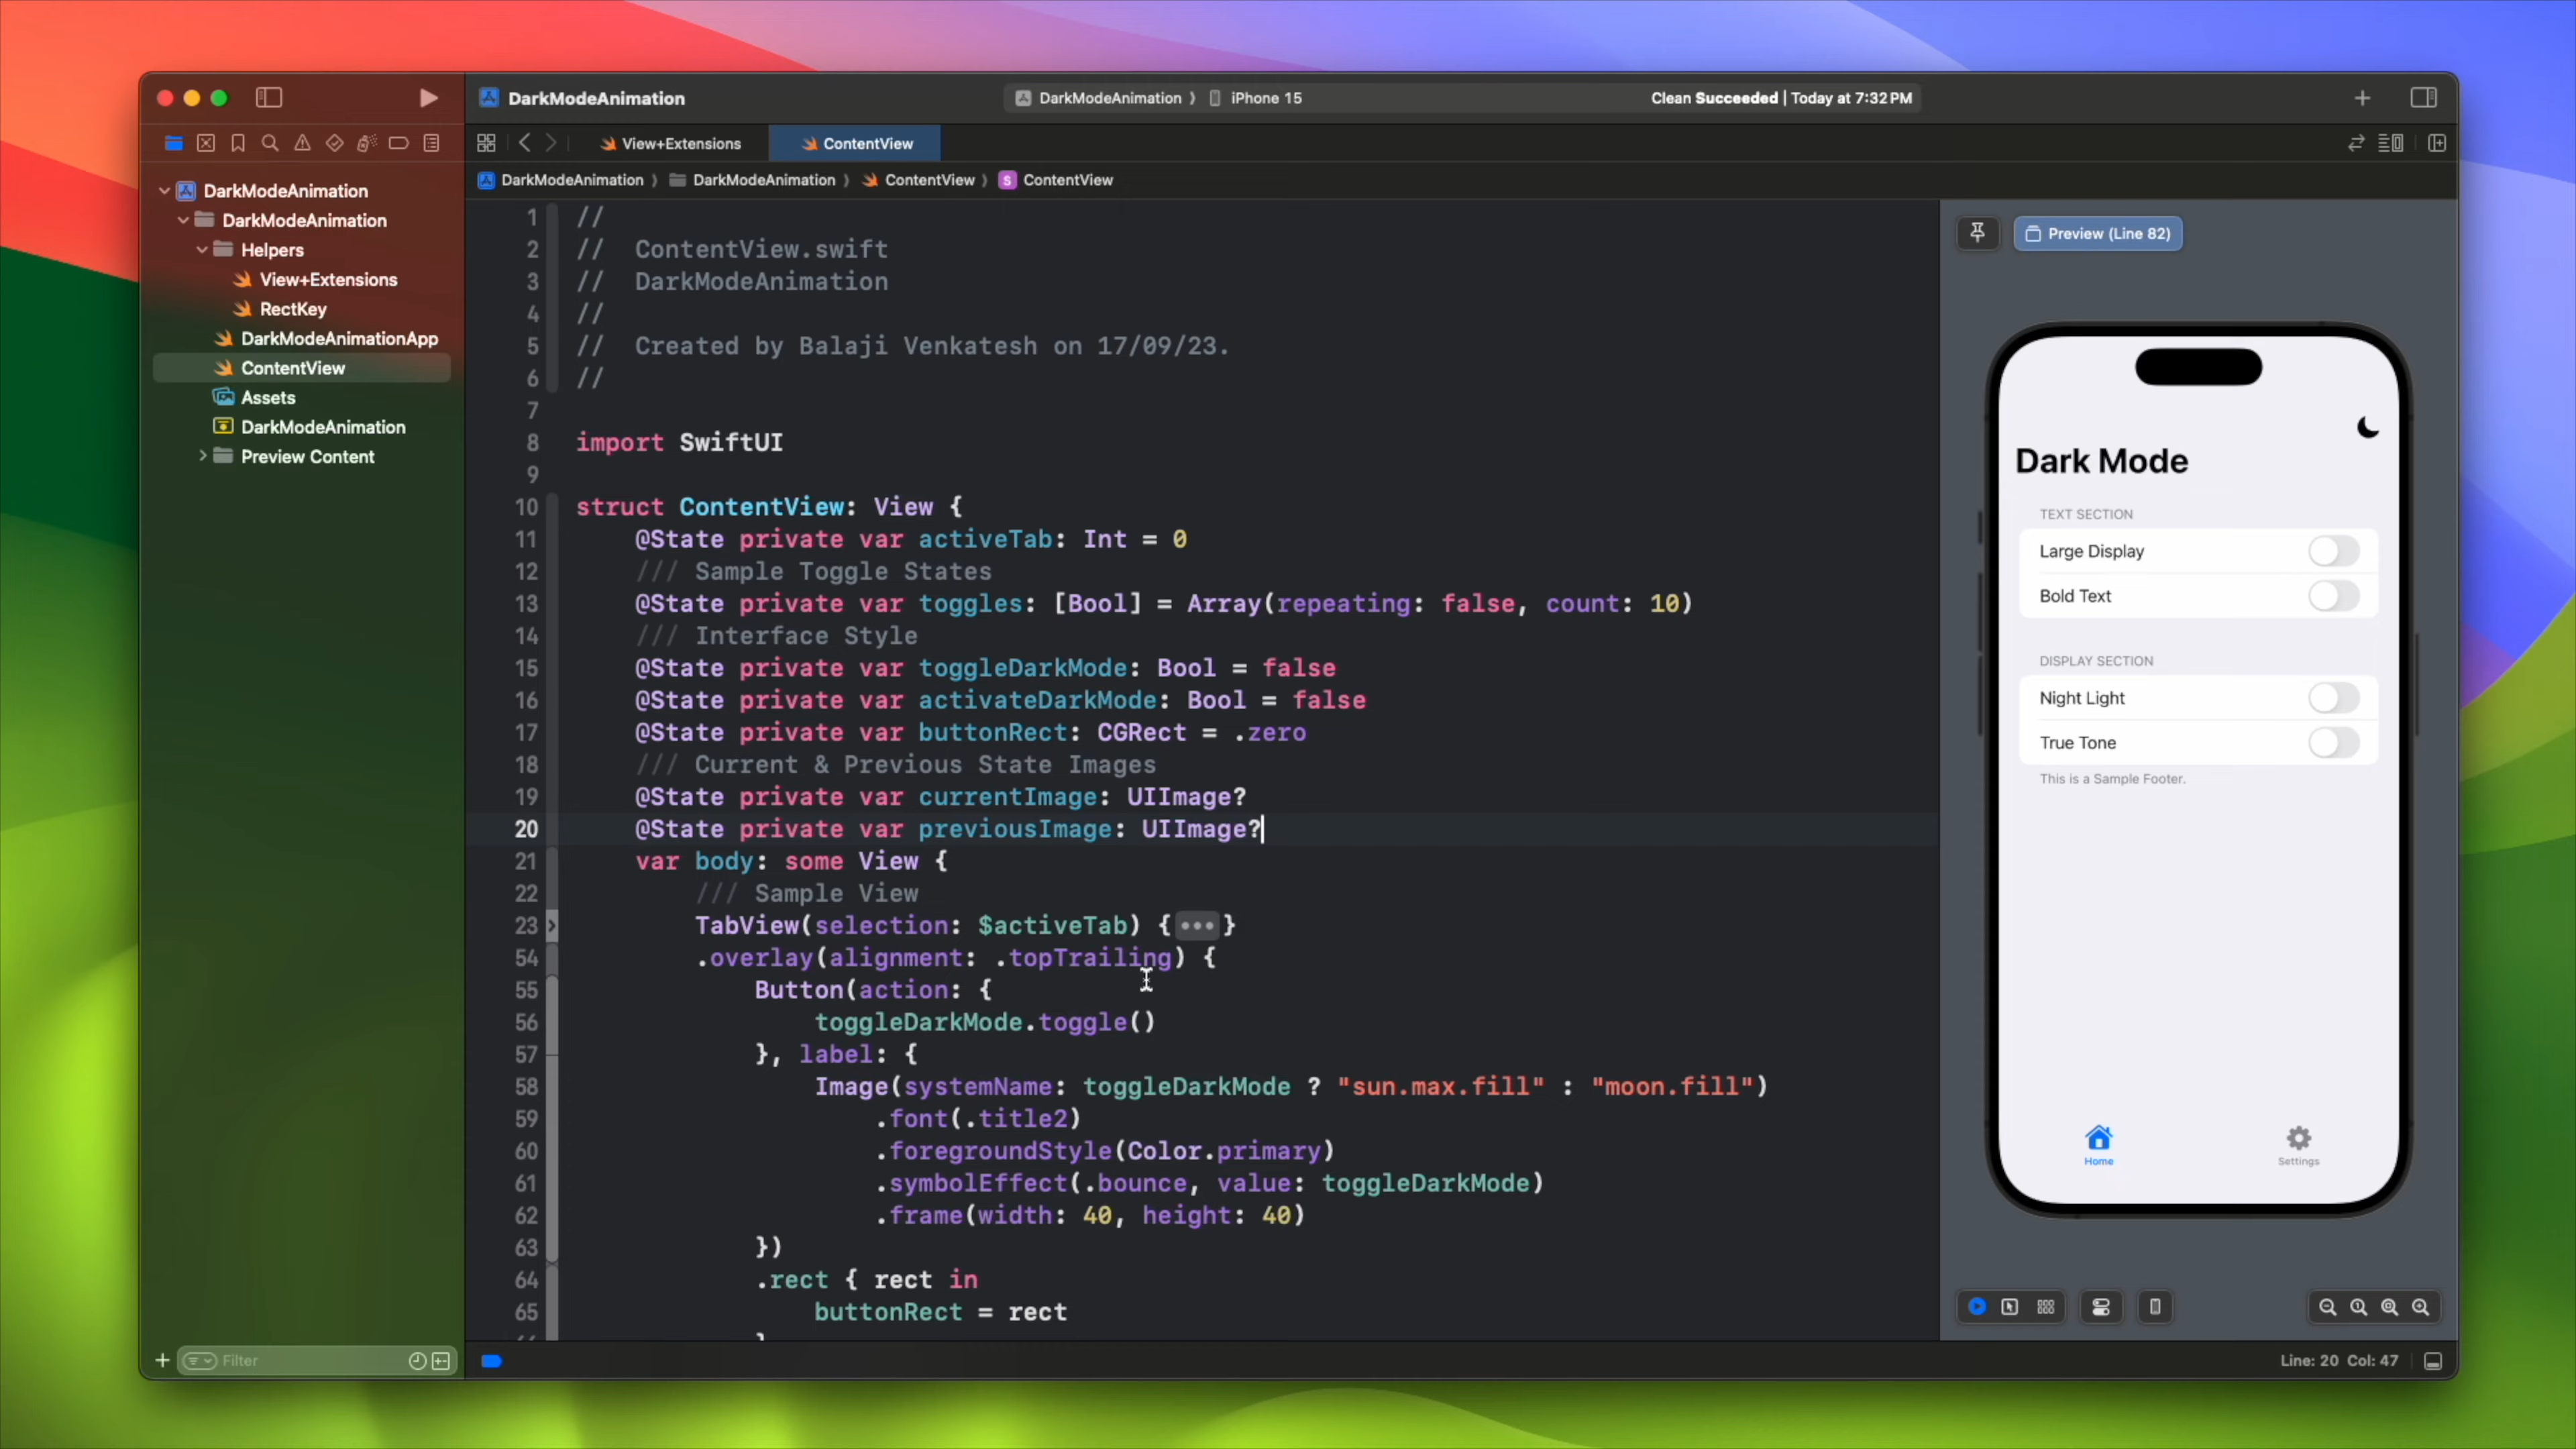 DarkModeAnimation
DarkModeAnimation ⟩ iPhone 15
Clean Succeeded | Today at 7:32 PM
View+Extensions
ContentView
DarkModeAnimation ⟩ DarkModeAnimation ⟩ ContentView ⟩ S ContentView
DarkModeAnimation
DarkModeAnimation
Helpers
View+Extensions
RectKey
DarkModeAnimationApp
ContentView
Assets
DarkModeAnimation
Preview Content
Filter
1 //
2 //  ContentView.swift
3 //  DarkModeAnimation
4 //
5 //  Created by Balaji Venkatesh on 17/09/23.
6 //
7
8 import SwiftUI
9
10 struct ContentView: View {
11     @State private var activeTab: Int = 0
12     /// Sample Toggle States
13     @State private var toggles: [Bool] = Array(repeating: false, count: 10)
14     /// Interface Style
15     @State private var toggleDarkMode: Bool = false
16     @State private var activateDarkMode: Bool = false
17     @State private var buttonRect: CGRect = .zero
18     /// Current & Previous State Images
19     @State private var currentImage: UIImage?
20     @State private var previousImage: UIImage?
21     var body: some View {
22         /// Sample View
23         TabView(selection: $activeTab) {•••}
54         .overlay(alignment: .topTrailing) {
55             Button(action: {
56                 toggleDarkMode.toggle()
57             }, label: {
58                 Image(systemName: toggleDarkMode ? "sun.max.fill" : "moon.fill")
59                     .font(.title2)
60                     .foregroundStyle(Color.primary)
61                     .symbolEffect(.bounce, value: toggleDarkMode)
62                     .frame(width: 40, height: 40)
63             })
64             .rect { rect in
65                 buttonRect = rect
Preview (Line 82)
Dark Mode
TEXT SECTION
Large Display
Bold Text
DISPLAY SECTION
Night Light
True Tone
This is a Sample Footer.
Home
Settings
Line: 20 Col: 47